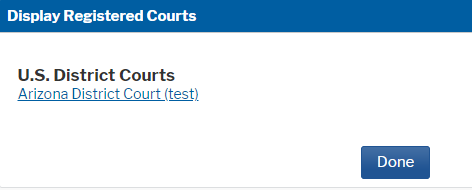 Display Registered Courts
U.S. District Courts
Arizona District Court (test)
Done